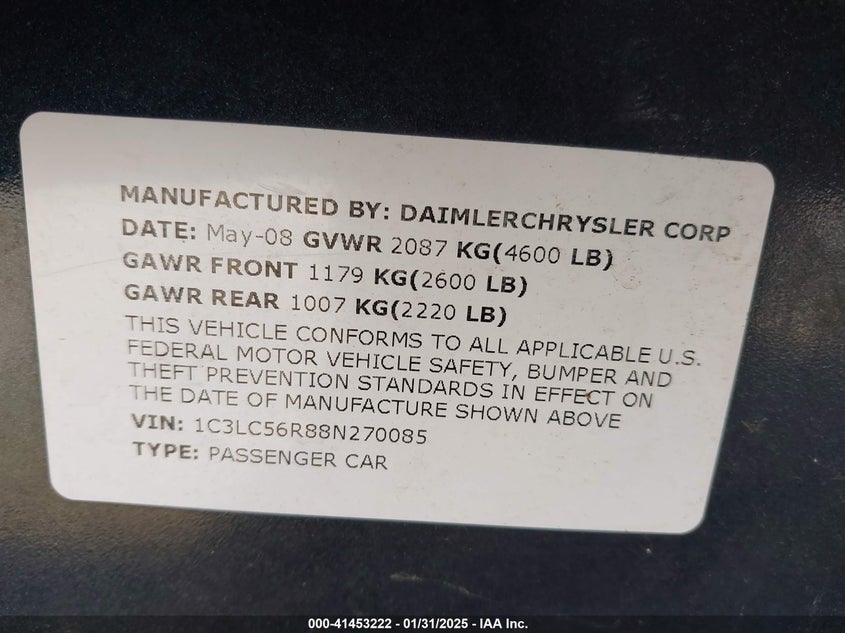 MANUFACTURED BY: DAIMLERCHRYSLER CORP
DATE: May-08 GVWR 2087 KG(4600 LB)
GAWR FRONT 1179 KG(2600 LB)
GAWR REAR 1007 KG(2220 LB)
THIS VEHICLE CONFORMS TO ALL APPLICABLE U.S.
FEDERAL MOTOR VEHICLE SAFETY, BUMPER AND
THEFT PREVENTION STANDARDS IN EFFECT ON
THE DATE OF MANUFACTURE SHOWN ABOVE
VIN: 1C3LC56R88N270085
TYPE: PASSENGER CAR
000-41453222 - 01/31/2025 - IAA Inc.